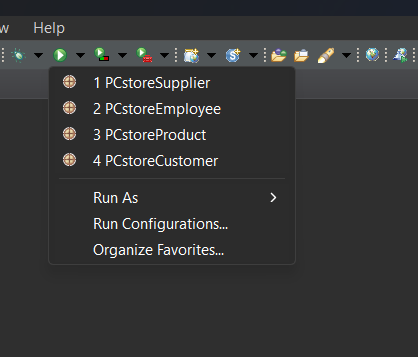 w Help
1 PCstoreSupplier
2 PCstoreEmployee
3 PCstoreProduct
4 PCstoreCustomer
Run As
Run Configurations...
Organize Favorites...